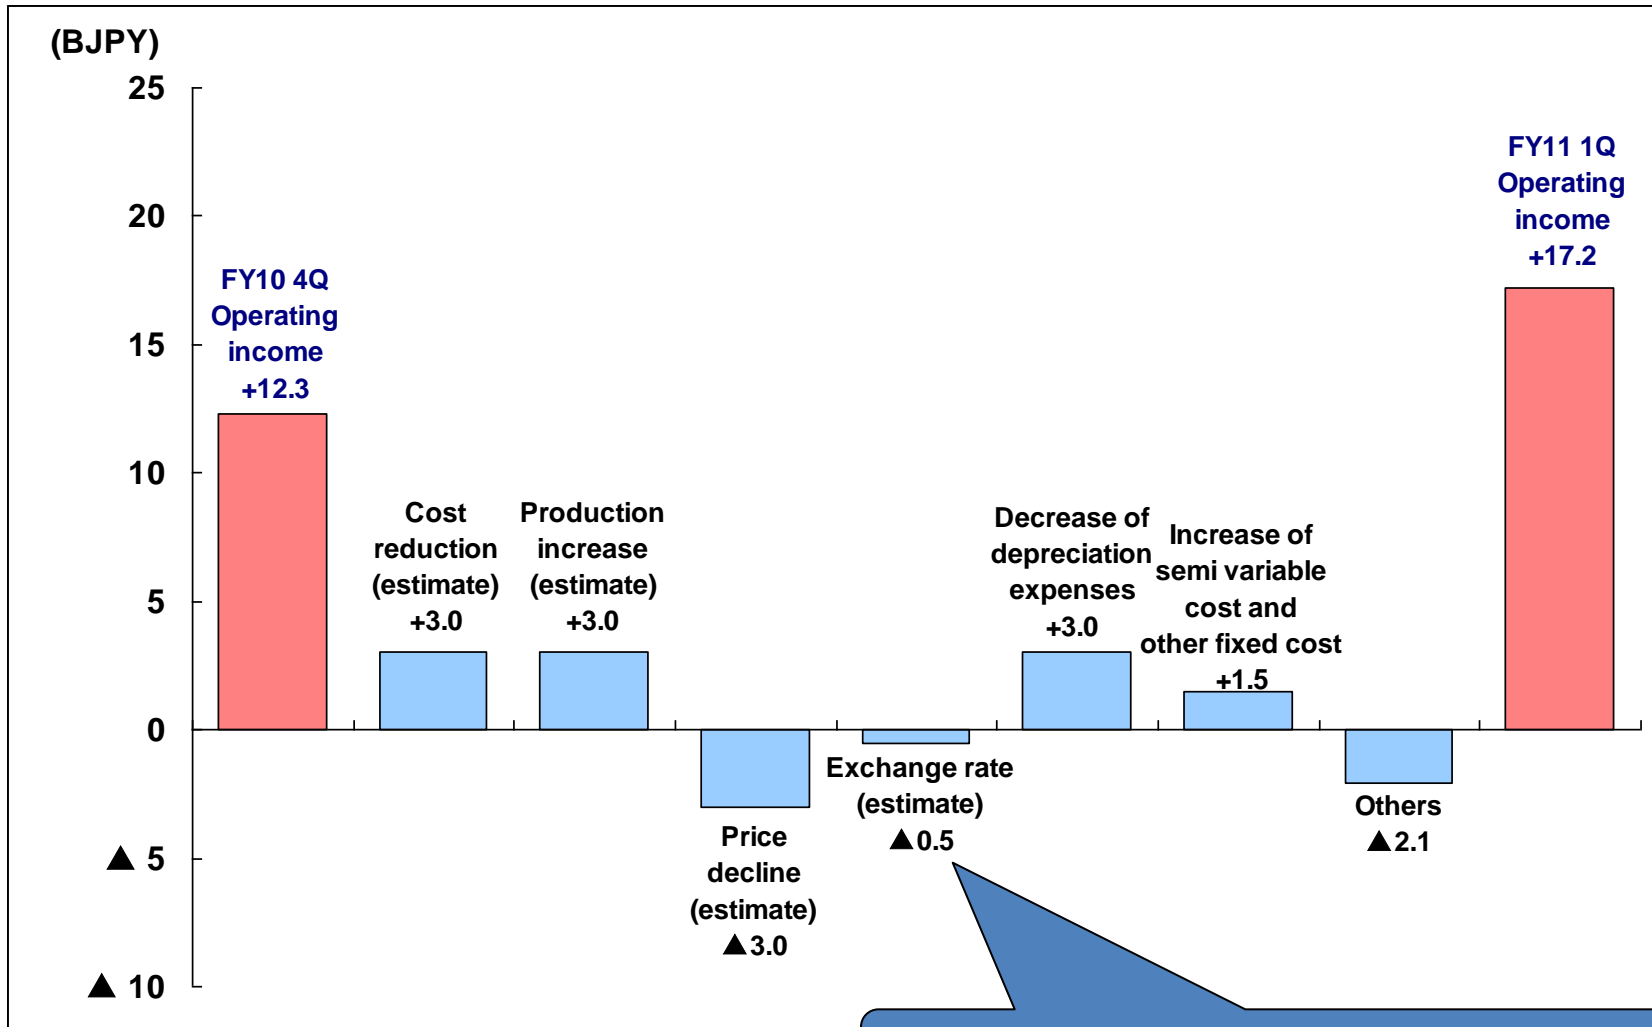 (BJPY)
25
20
15
10
5
0
▲ 5
▲ 10
FY10 4Q
Operating
income
+12.3
Cost
reduction
(estimate)
+3.0
Production
increase
(estimate)
+3.0
Price
decline
(estimate)
▲3.0
Exchange rate
(estimate)
▲0.5
Decrease of
depreciation
expenses
+3.0
Increase of
semi variable
cost and
other fixed cost
+1.5
Others
▲2.1
FY11 1Q
Operating
income
+17.2